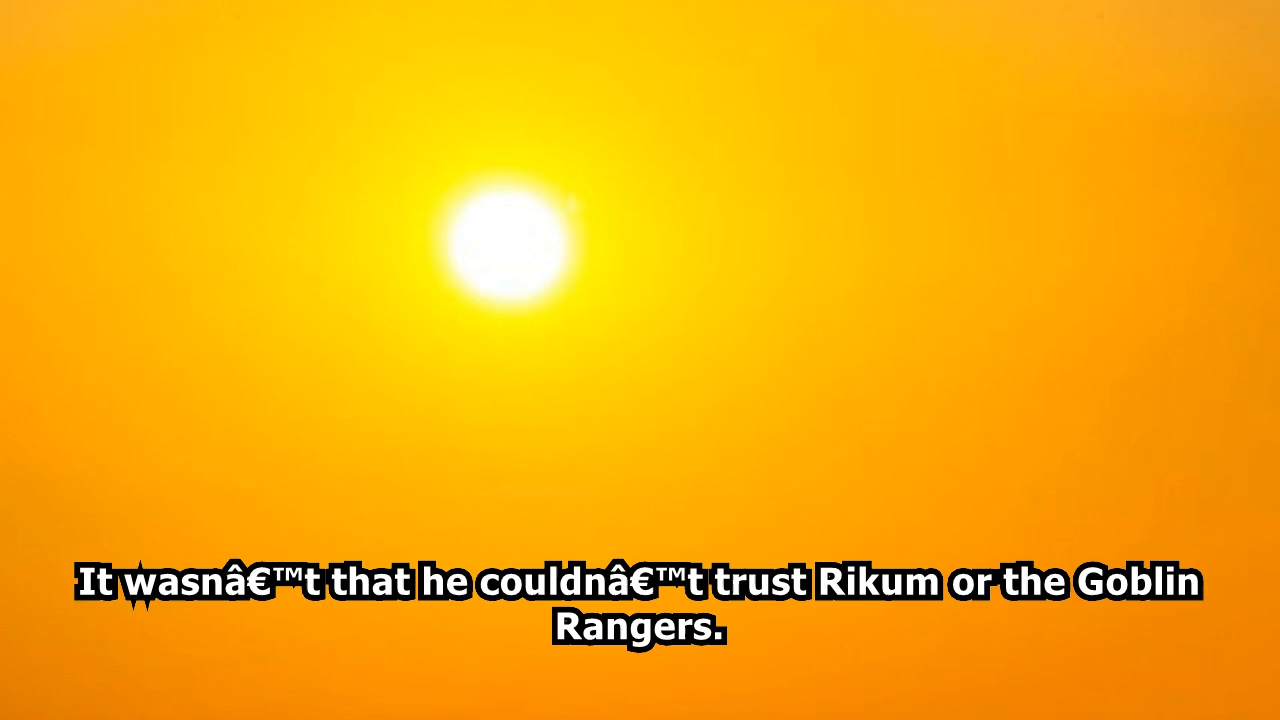 It wasnâ€™t that he couldnâ€™t trust Rikum or the Goblin
Rangers.